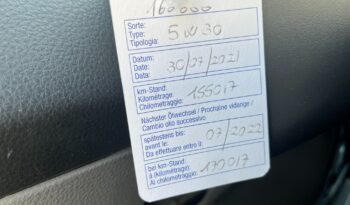 160000
Sorte:
Type: 5W30
Tipologia:
Datum:
Date: 30/07/2021
Data:
km-Stand:
Kilométrage: 155017
Chilometraggio:
Nächster Ölwechsel / Prochaine vidange /
Cambio olio successivo
spätestens bis:
avant le: 07/2022
Da effettuare entro il:
bei km-Stand:
à (kilométrage): 170017
Al chilometraggio: